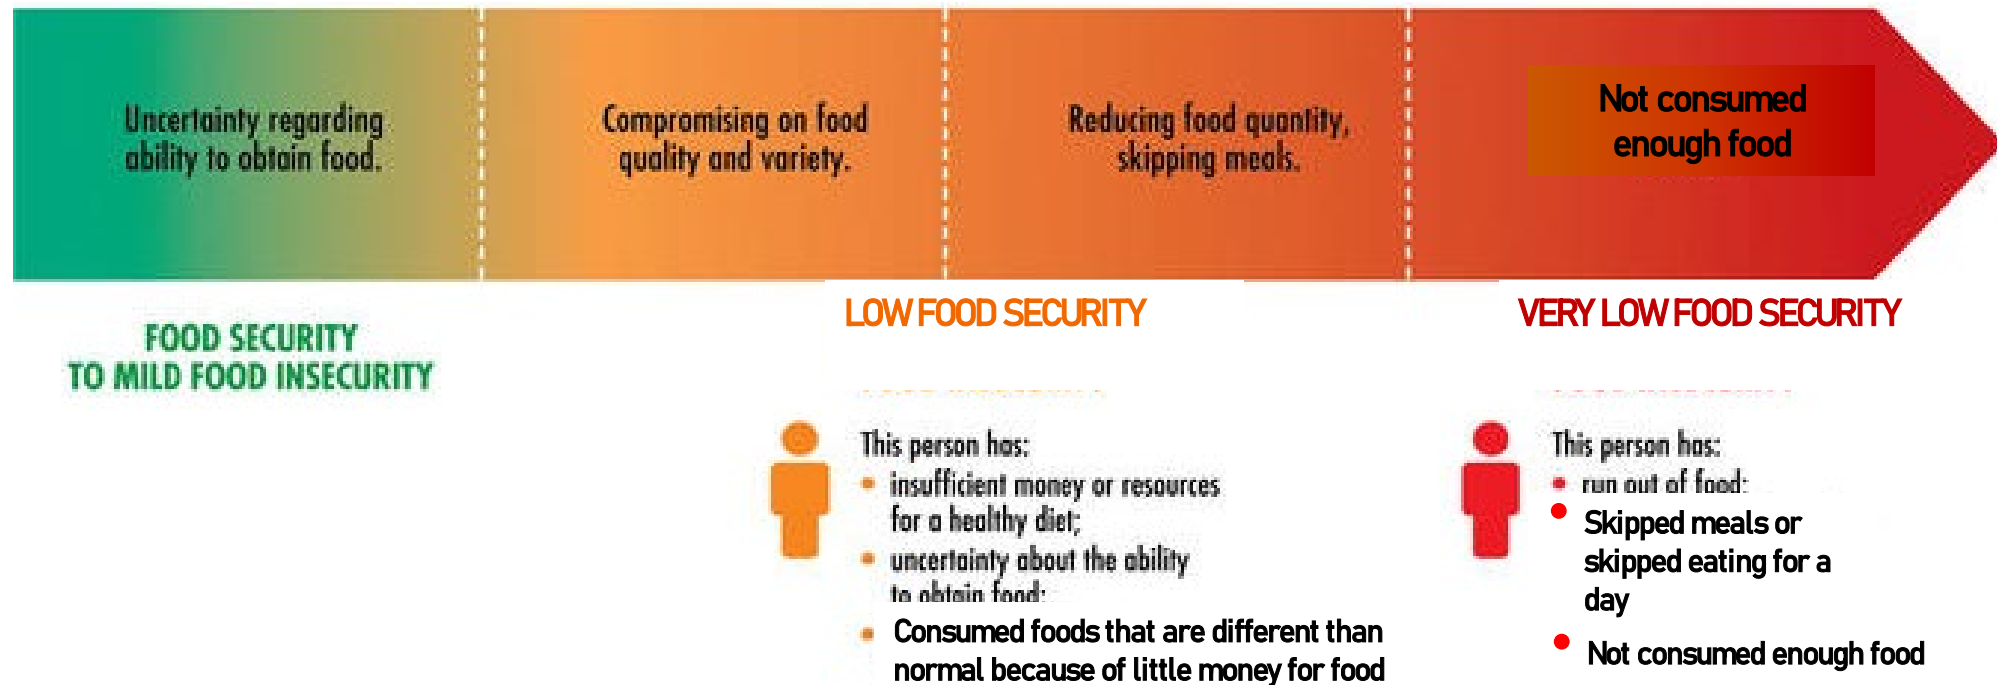 Uncertainty regarding
ability to obtain food.
Compromising on food
quality and variety.
Reducing food quantity,
skipping meals.
Not consumed
enough food
FOOD SECURITY
TO MILD FOOD INSECURITY
LOW FOOD SECURITY
This person has:
• insufficient money or resources
for a healthy diet;
• uncertainty about the ability
to obtain food;
• Consumed foods that are different than
normal because of little money for food
VERY LOW FOOD SECURITY
This person has:
• run out of food;
• Skipped meals or
skipped eating for a
day
• Not consumed enough food